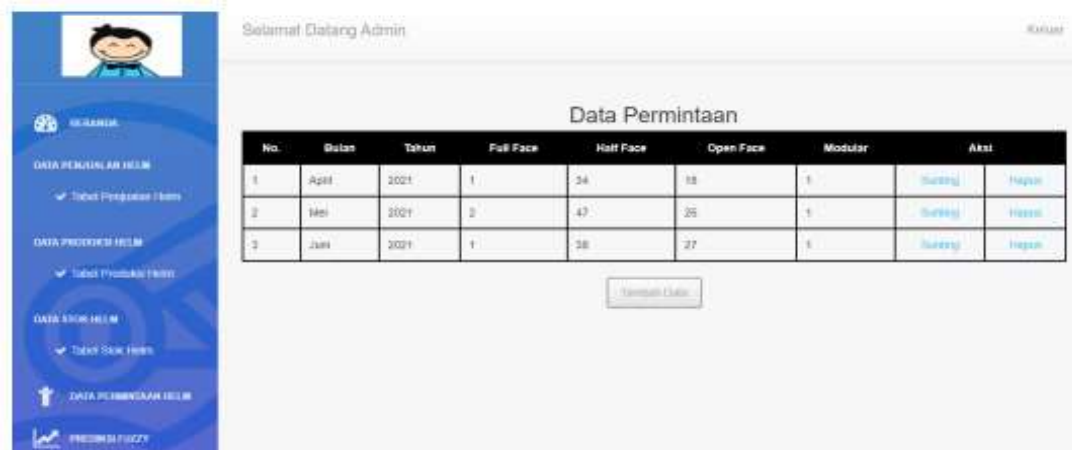 Selamat Datang Admin
Keluar
BERANDA
DATA PENJUALAN HELM
Tabel Penjualan Helm
DATA PRODUKSI HELM
Tabel Produksi Helm
DATA STOK HELM
Tabel Stok Helm
DATA PERMINTAAN HELM
PREDIKSI FUZZY
Data Permintaan
No. Bulan Tahun Full Face Half Face Open Face Modular Aksi
1 April 2021 1 34 18 1 Sunting Hapus
2 Mei 2021 2 47 26 1 Sunting Hapus
3 Juni 2021 1 38 27 1 Sunting Hapus
Tambah Data